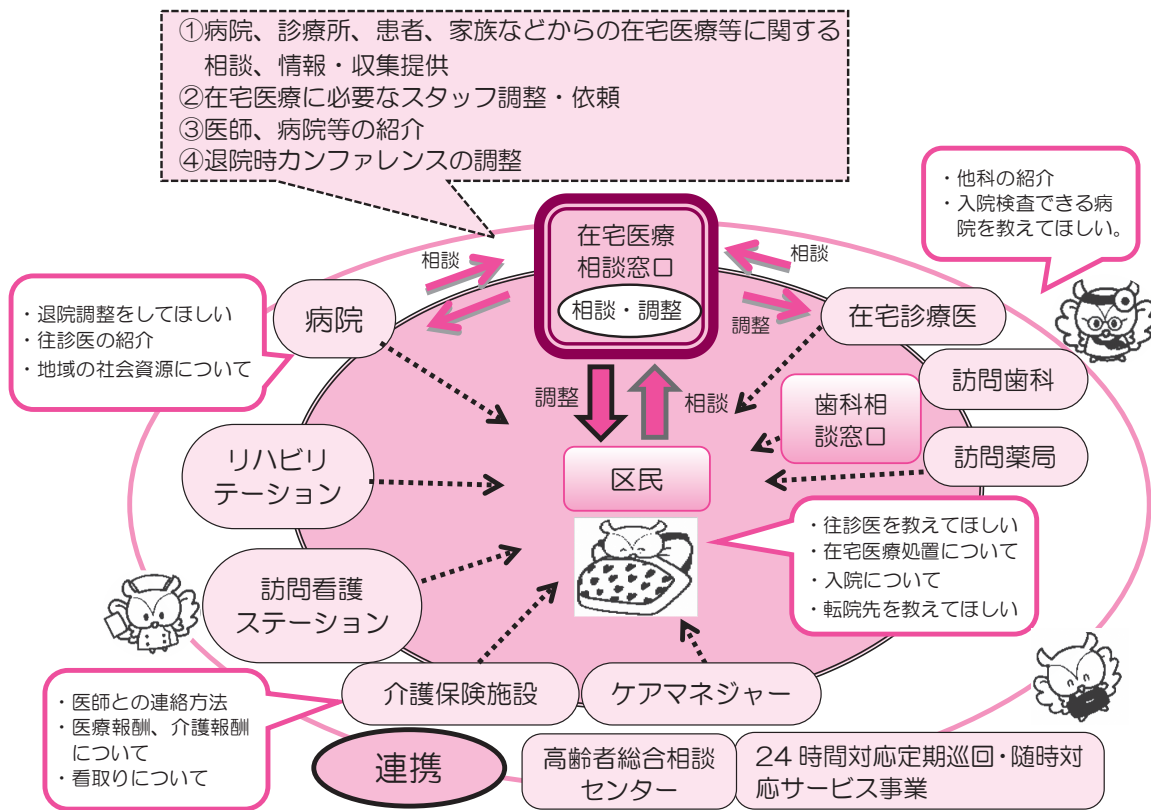 ①病院、診療所、患者、家族などからの在宅医療等に関する
相談、情報・収集提供
②在宅医療に必要なスタッフ調整・依頼
③医師、病院等の紹介
④退院時カンファレンスの調整
・他科の紹介
・入院検査できる病
院を教えてほしい。
在宅医療
相談窓口
相談・調整
相談
相談
調整
・退院調整をしてほしい
・往診医の紹介
・地域の社会資源について
病院
在宅診療医
訪問歯科
歯科相
談窓口
訪問薬局
調整
相談
区民
リハビリ
テーション
・往診医を教えてほしい
・在宅医療処置について
・入院について
・転院先を教えてほしい
訪問看護
ステーション
介護保険施設
ケアマネジャー
・医師との連絡方法
・医療報酬、介護報酬
について
・看取りについて
連携
高齢者総合相談
センター
24時間対応定期巡回・随時対
応サービス事業